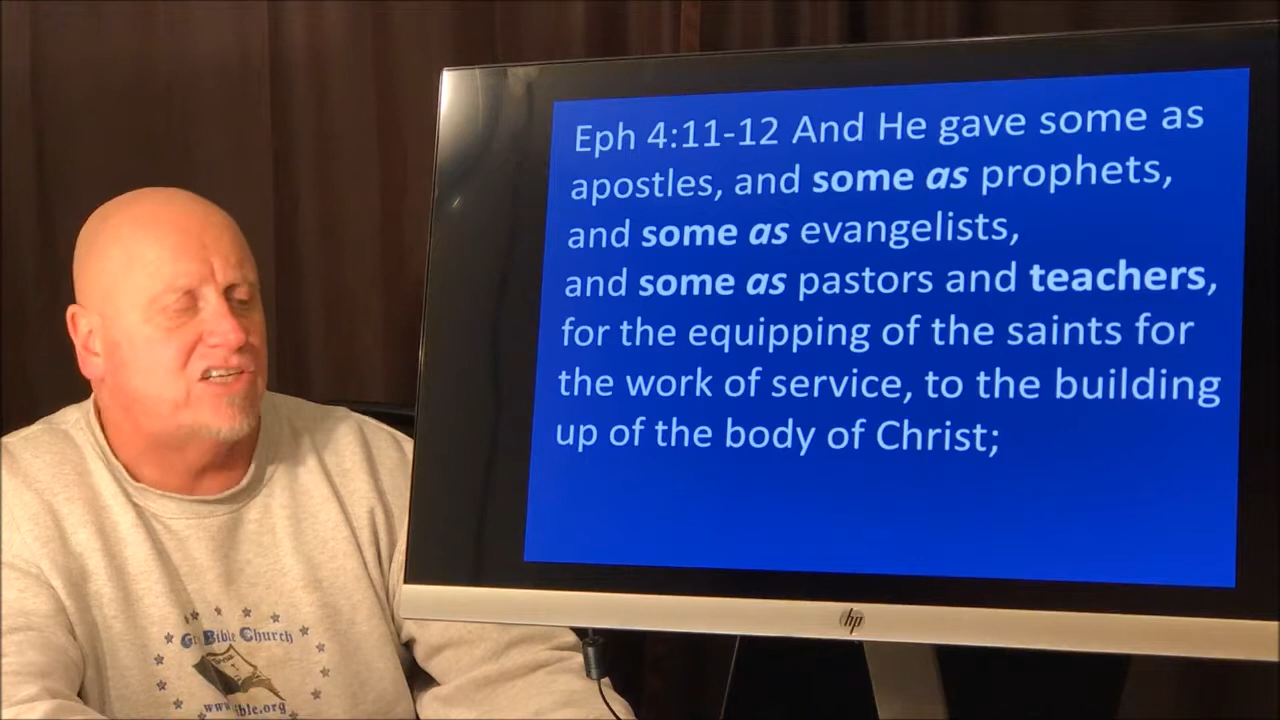 Eph 4:11-12 And He gave some as
apostles, and some as prophets,
and some as evangelists,
and some as pastors and teachers,
for the equipping of the saints for
the work of service, to the building
up of the body of Christ;
hp
Bible Church